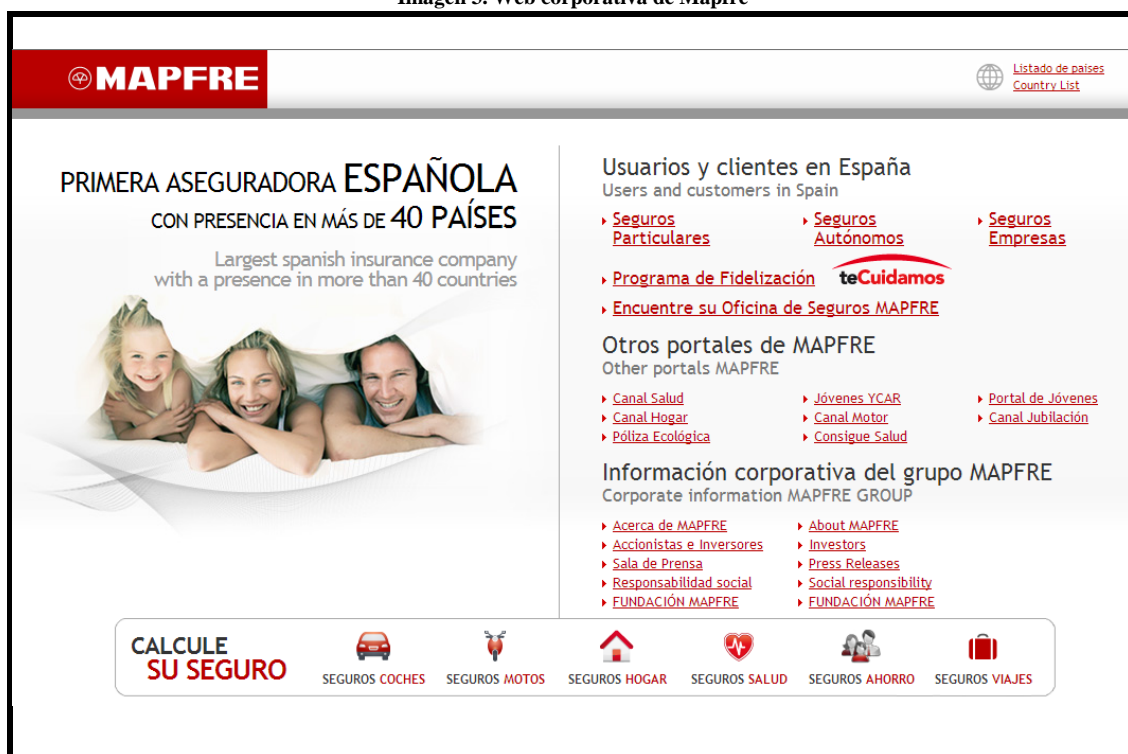 Imagen 3. Web corporativa de Mapfre
MAPFRE
Listado de paises
Country List
PRIMERA ASEGURADORA ESPAÑOLA
CON PRESENCIA EN MÁS DE 40 PAÍSES
Largest spanish insurance company
with a presence in more than 40 countries
Usuarios y clientes en España
Users and customers in Spain
Seguros Particulares
Seguros Autónomos
Seguros Empresas
Programa de Fidelización teCuidamos
Encuentre su Oficina de Seguros MAPFRE
Otros portales de MAPFRE
Other portals MAPFRE
Canal Salud
Jóvenes YCAR
Portal de Jóvenes
Canal Hogar
Canal Motor
Canal Jubilación
Póliza Ecológica
Consigue Salud
Información corporativa del grupo MAPFRE
Corporate information MAPFRE GROUP
Acerca de MAPFRE
About MAPFRE
Accionistas e Inversores
Investors
Sala de Prensa
Press Releases
Responsabilidad social
Social responsibility
FUNDACIÓN MAPFRE
FUNDACIÓN MAPFRE
CALCULE
SU SEGURO
SEGUROS COCHES
SEGUROS MOTOS
SEGUROS HOGAR
SEGUROS SALUD
SEGUROS AHORRO
SEGUROS VIAJES